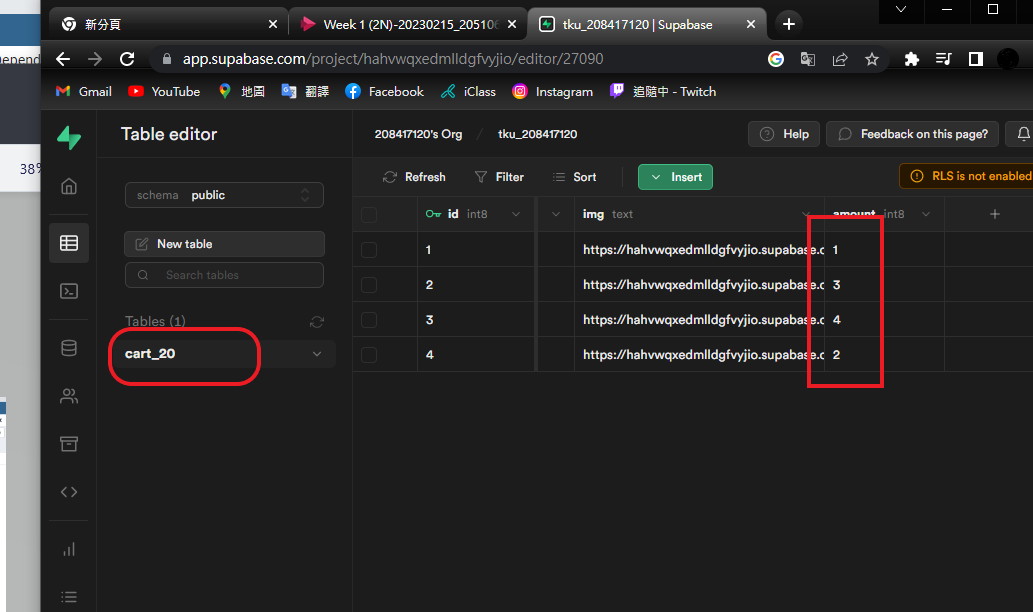 新分頁
Week 1 (2N)-20230215_20510
tku_208417120 | Supabase
app.supabase.com/project/hahvwqxedmlldgfvyjio/editor/27090
Gmail
YouTube
地圖
翻譯
Facebook
iClass
Instagram
追隨中 - Twitch
38%
Table editor
208417120's Org / tku_208417120
Help
Feedback on this page?
schema public
Refresh
Filter
Sort
Insert
RLS is not enabled
New table
Search tables
Tables (1)
cart_20
id int8
img text
amount int8
1 https://hahvwqxedmlldgfvyjio.supabase.c 1
2 https://hahvwqxedmlldgfvyjio.supabase.c 3
3 https://hahvwqxedmlldgfvyjio.supabase.c 4
4 https://hahvwqxedmlldgfvyjio.supabase.c 2